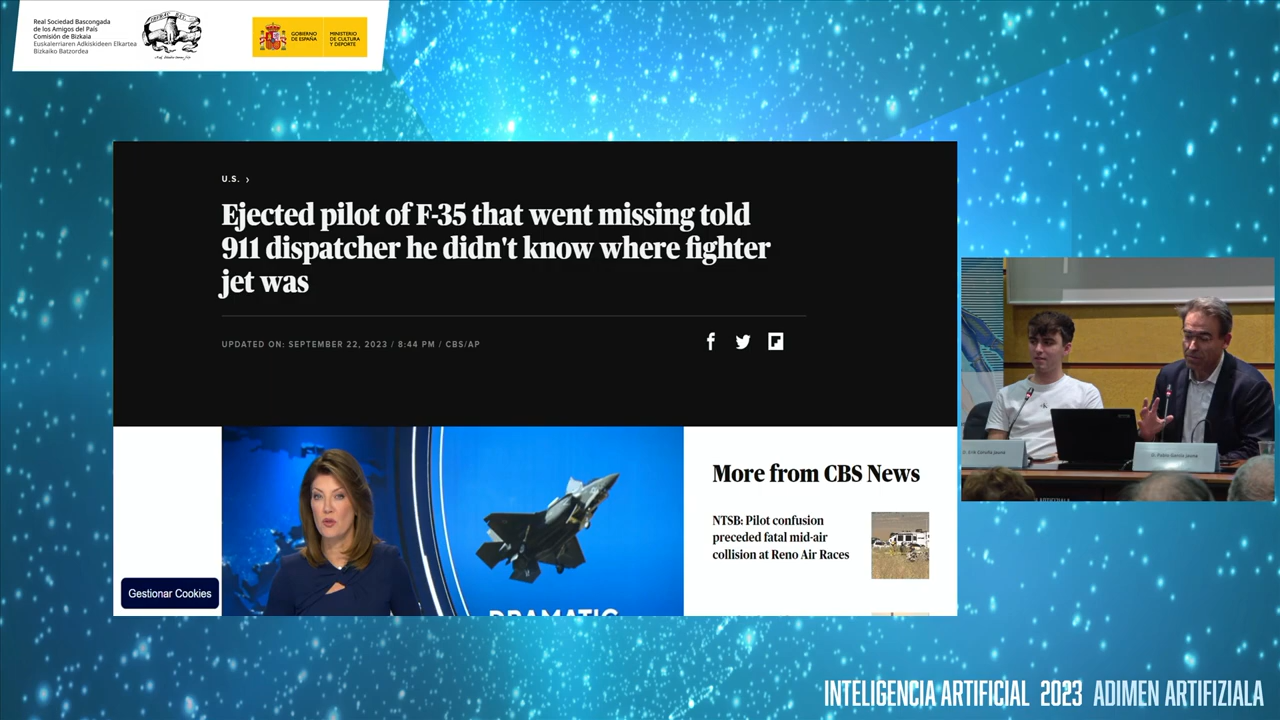 Real Sociedad Bascongada
de los Amigos del País
Comisión de Bizkaia
Euskalerriaren Adkiskideen Elkartea
Bizkaiko Batzordea
GOBIERNO
DE ESPAÑA
MINISTERIO
DE CULTURA
Y DEPORTE
U.S. ›
Ejected pilot of F-35 that went missing told
911 dispatcher he didn't know where fighter
jet was
UPDATED ON: SEPTEMBER 22, 2023 / 8:44 PM / CBS/AP
More from CBS News
NTSB: Pilot confusion
preceded fatal mid-air
collision at Reno Air Races
Gestionar Cookies
DRAMATIC
D. Pablo García
INTELIGENCIA ARTIFICIAL 2023 ADIMEN ARTIFIZIALA